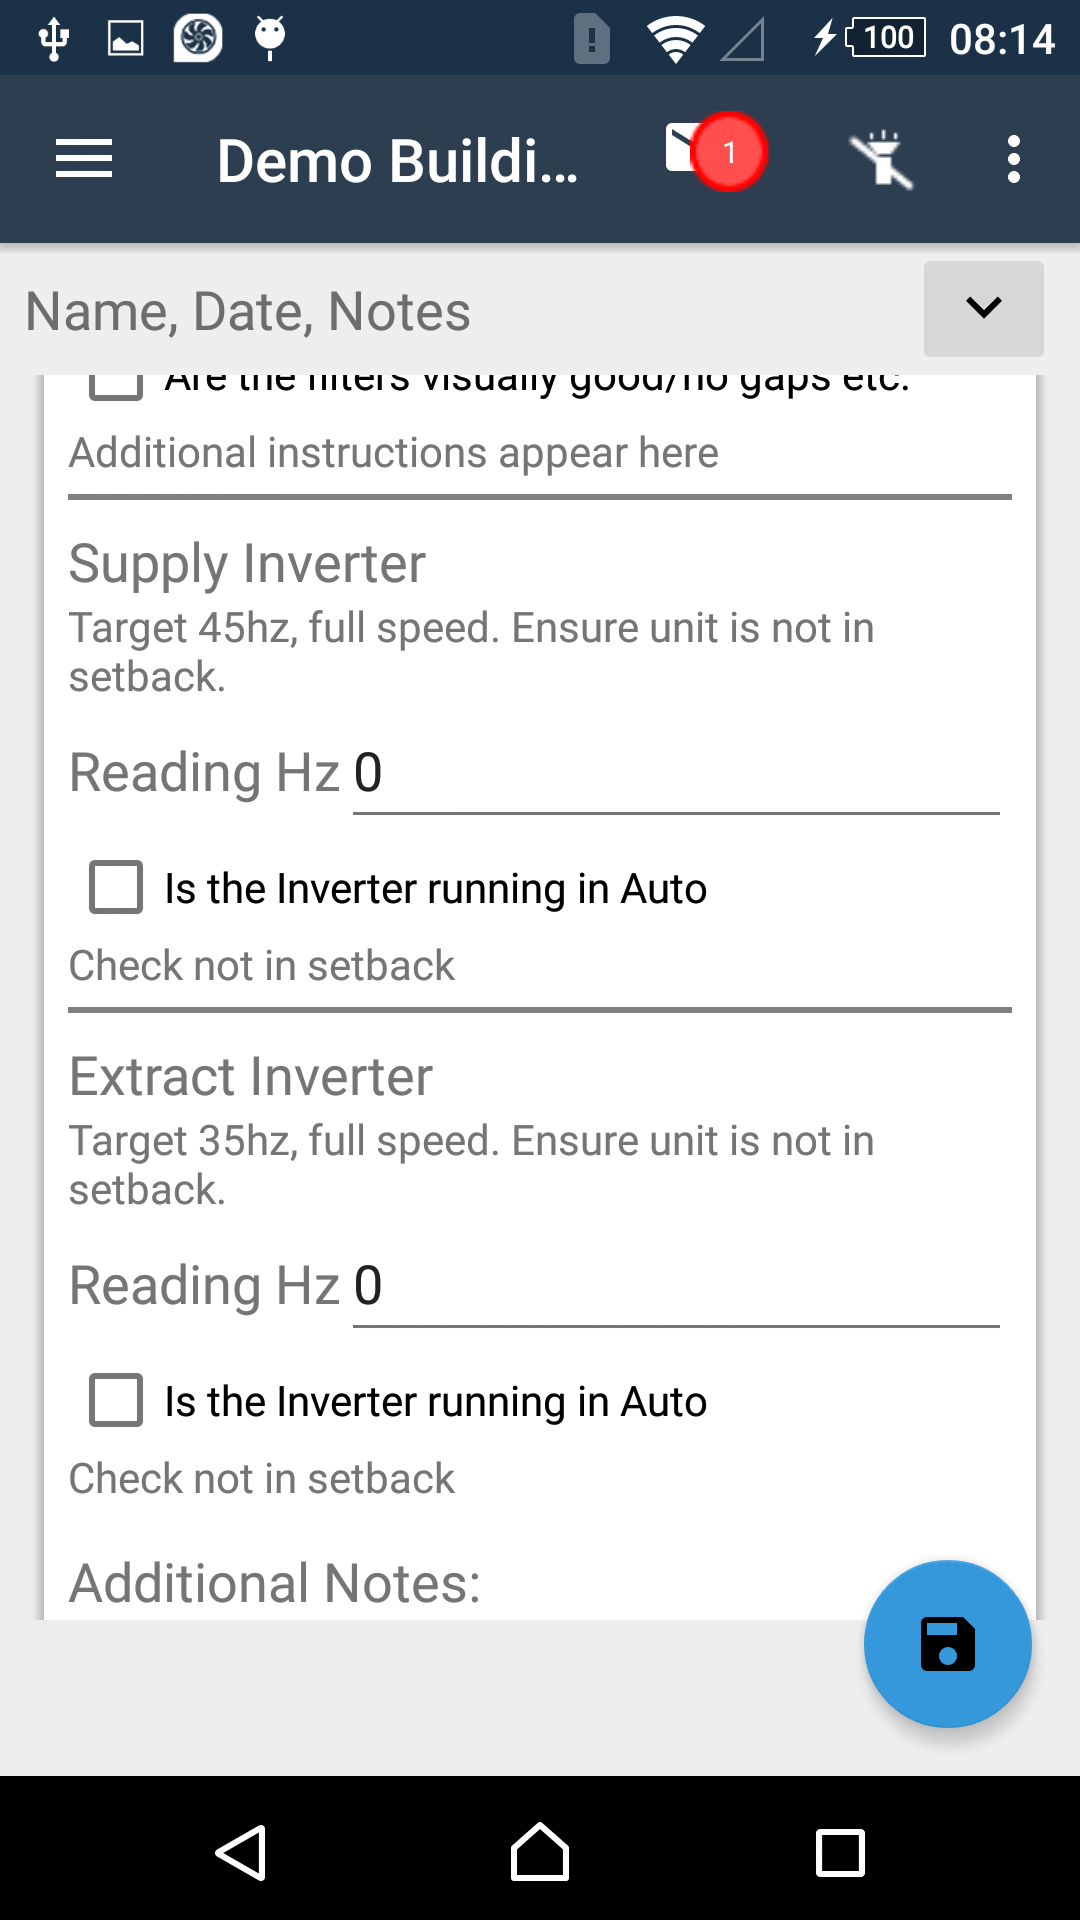 100 08:14
Demo Buildi... 1
Name, Date, Notes
Are the filters visually good/no gaps etc.
Additional instructions appear here
Supply Inverter
Target 45hz, full speed. Ensure unit is not in
setback.
Reading Hz 0
Is the Inverter running in Auto
Check not in setback
Extract Inverter
Target 35hz, full speed. Ensure unit is not in
setback.
Reading Hz 0
Is the Inverter running in Auto
Check not in setback
Additional Notes: